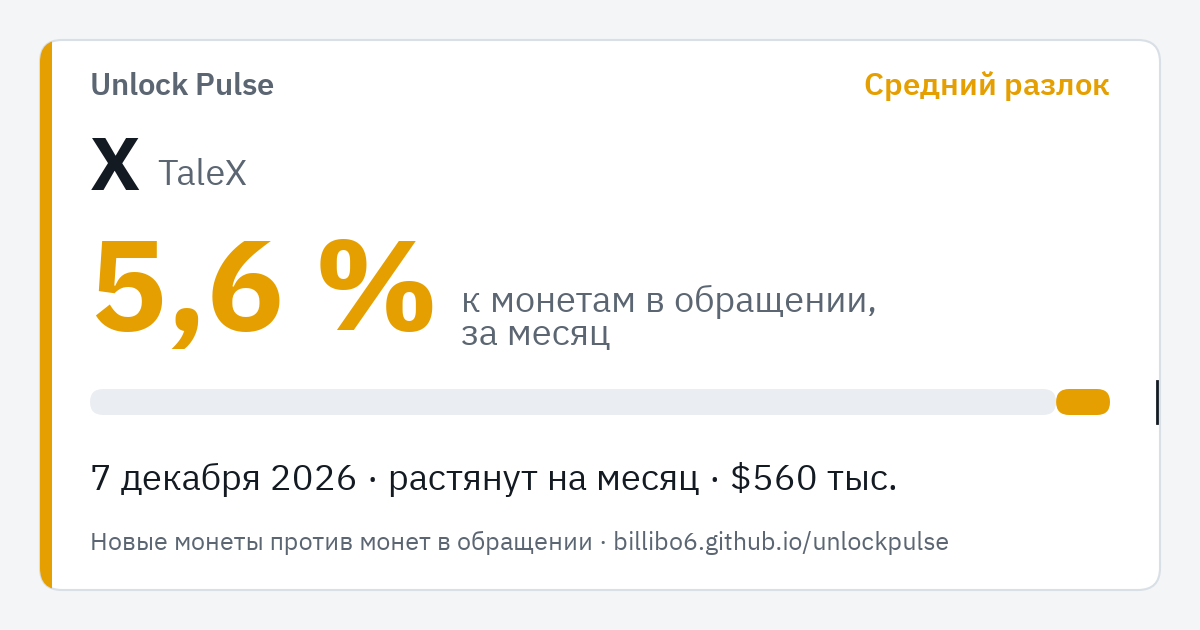 Unlock Pulse
Средний разлок
X TaleX
5,6 % к монетам в обращении,
за месяц
7 декабря 2026 · растянут на месяц · $560 тыс.
Новые монеты против монет в обращении · billibo6.github.io/unlockpulse